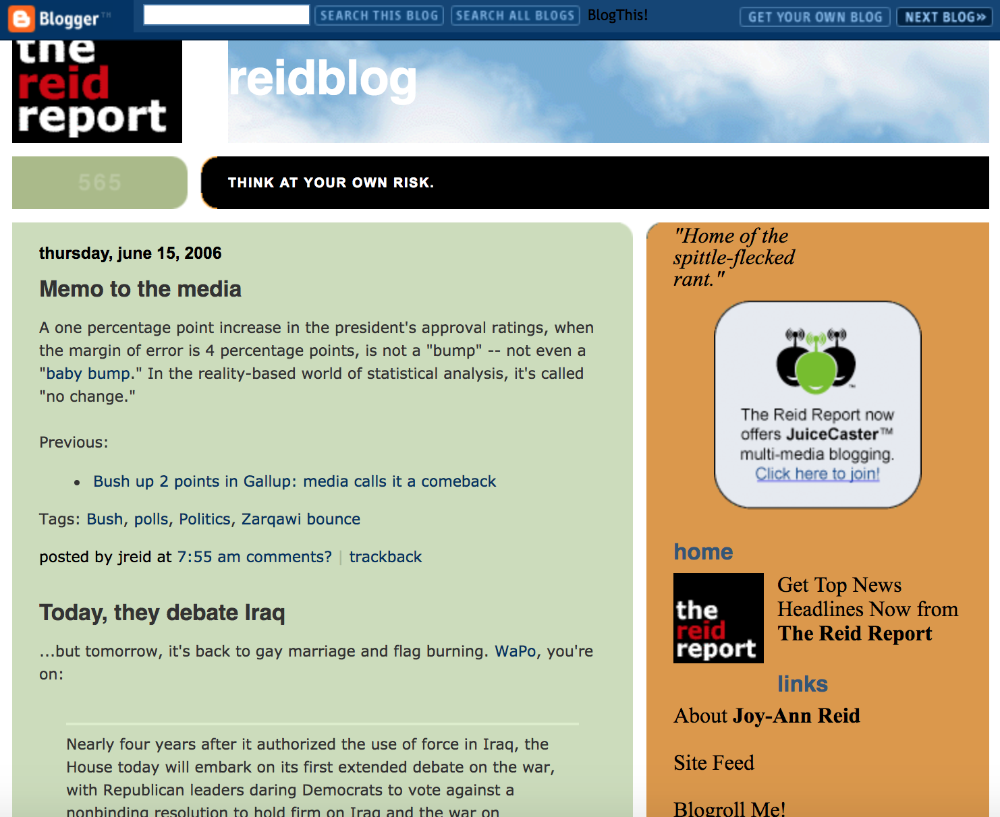 Blogger™
SEARCH THIS BLOG
SEARCH ALL BLOGS
BlogThis!
GET YOUR OWN BLOG
NEXT BLOG»
the
reid
report
reidblog
565
THINK AT YOUR OWN RISK.
thursday, june 15, 2006
Memo to the media
A one percentage point increase in the president's approval ratings, when
the margin of error is 4 percentage points, is not a "bump" -- not even a
"baby bump." In the reality-based world of statistical analysis, it's called
"no change."
Previous:
• Bush up 2 points in Gallup: media calls it a comeback
Tags: Bush, polls, Politics, Zarqawi bounce
posted by jreid at 7:55 am comments? | trackback
Today, they debate Iraq
...but tomorrow, it's back to gay marriage and flag burning. WaPo, you're
on:
Nearly four years after it authorized the use of force in Iraq, the
House today will embark on its first extended debate on the war,
with Republican leaders daring Democrats to vote against a
nonbinding resolution to hold firm on Iraq and the war on
"Home of the
spittle-flecked
rant."
The Reid Report now
offers JuiceCaster™
multi-media blogging.
Click here to join!
home
the
reid
report
Get Top News
Headlines Now from
The Reid Report
links
About Joy-Ann Reid
Site Feed
Blogroll Me!